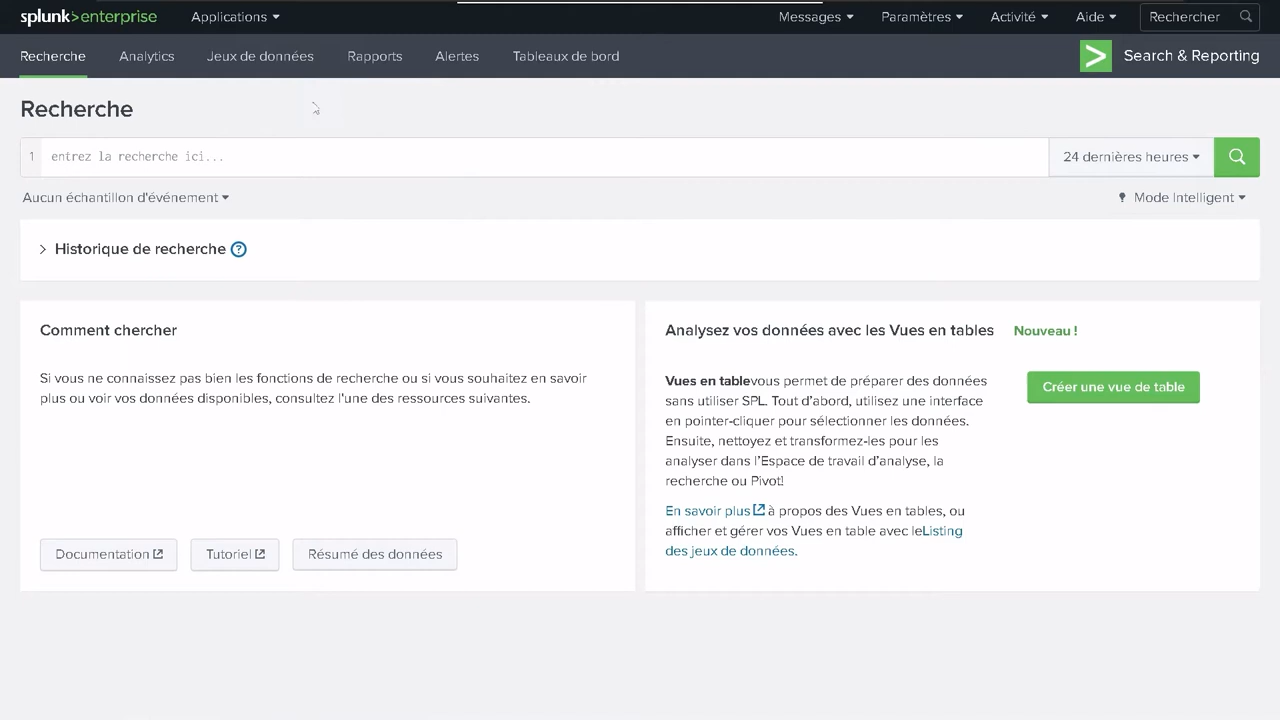 splunk>enterprise Applications Messages Paramètres Activité Aide Rechercher
Recherche Analytics Jeux de données Rapports Alertes Tableaux de bord Search & Reporting
Recherche
1 entrez la recherche ici... 24 dernières heures
Aucun échantillon d'événement Mode Intelligent
Historique de recherche ?
Comment chercher
Si vous ne connaissez pas bien les fonctions de recherche ou si vous souhaitez en savoir
plus ou voir vos données disponibles, consultez l'une des ressources suivantes.
Documentation Tutoriel Résumé des données
Analysez vos données avec les Vues en tables Nouveau !
Vues en tablevous permet de préparer des données
sans utiliser SPL. Tout d'abord, utilisez une interface
en pointer-cliquer pour sélectionner les données.
Ensuite, nettoyez et transformez-les pour les
analyser dans l'Espace de travail d'analyse, la
recherche ou Pivot!
Créer une vue de table
En savoir plus à propos des Vues en tables, ou
afficher et gérer vos Vues en table avec leListing
des jeux de données.